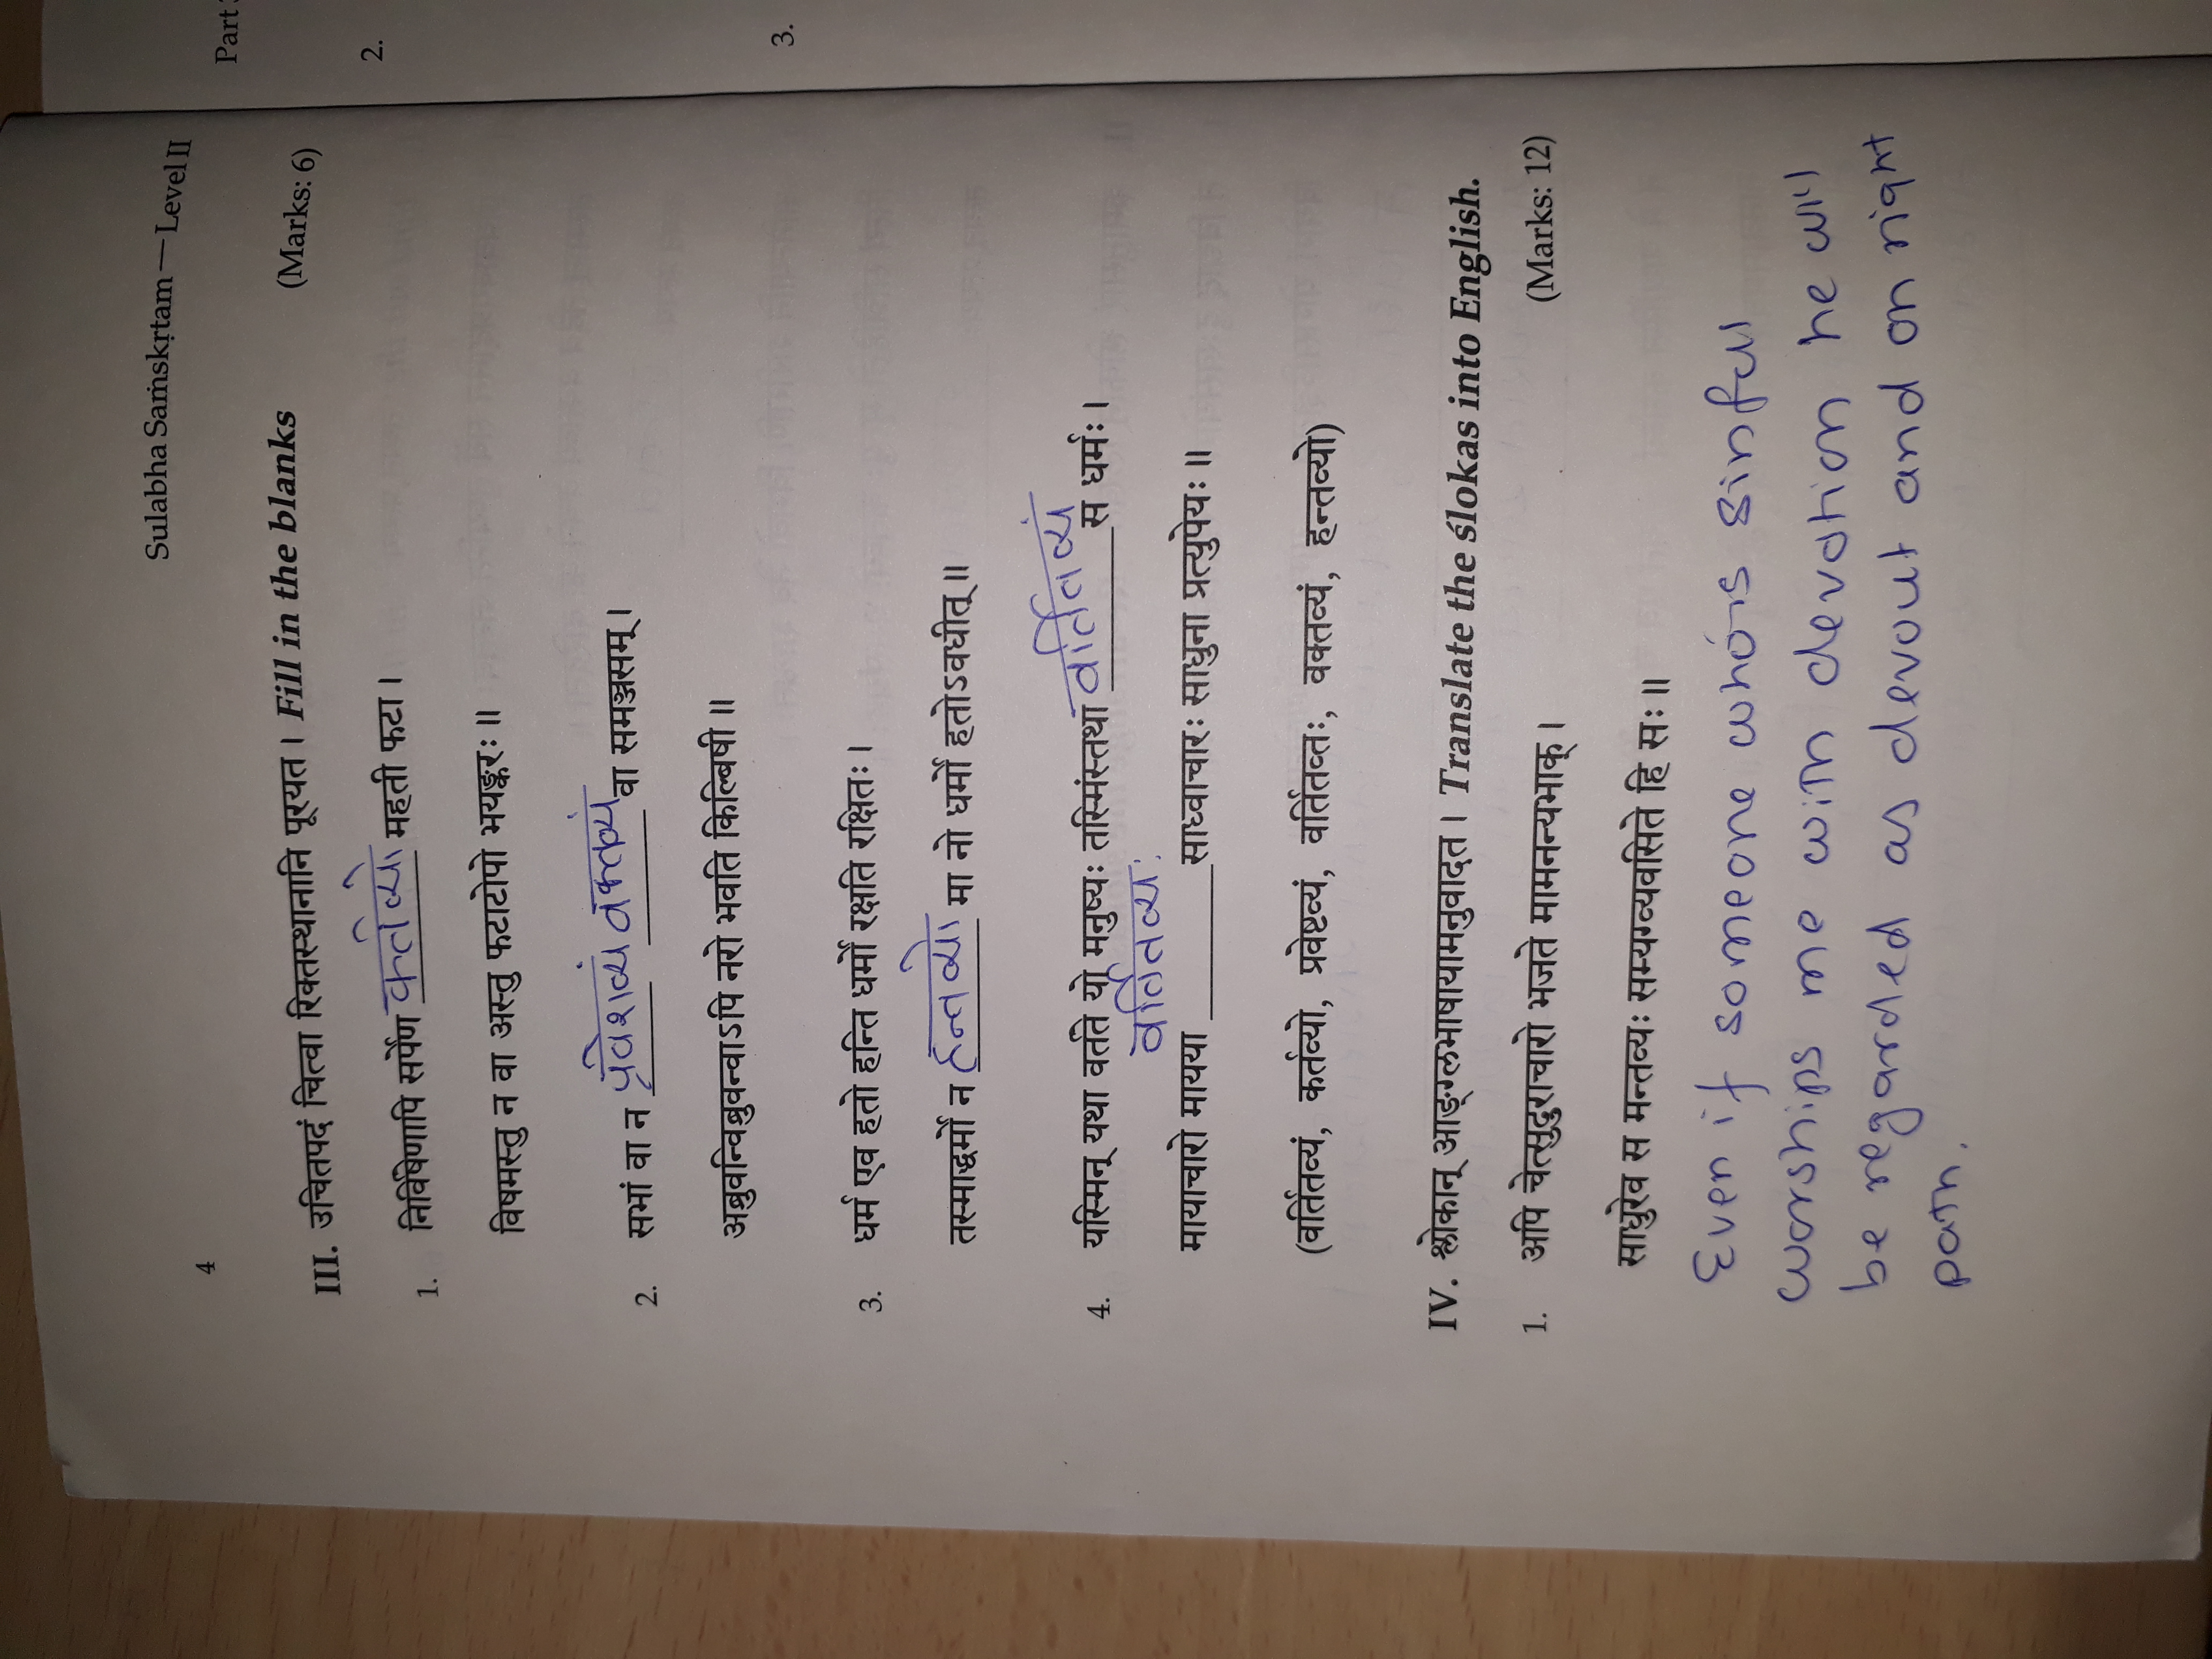 4
Sulabha Saṁskṛtam — Level II
III. उचितपदं चित्वा रिक्तस्थानानि पूरयत । Fill in the blanks (Marks: 6)
1. निर्विषेणापि सर्पेण कर्तव्यो महती फटा ।
विषमस्तु न वा अस्तु फटाटोपो भयङ्करः ॥
2. सभां वा न प्रवेशव्यं वक्तव्यं वा समञ्जसम् ।
अब्रुवन्विब्रुवन्वाऽपि नरो भवति किल्बिषी ॥
3. धर्म एव हतो हन्ति धर्मो रक्षति रक्षितः ।
तस्माद्धर्मो न हन्तव्यो मा नो धर्मो हतोऽवधीत् ॥
4. यस्मिन् यथा वर्तते यो मनुष्यः तस्मिंस्तथा वर्तितव्यं स धर्मः ।
मायाचारो मायया वर्तितव्यः साध्वाचारः साधुना प्रत्युपेयः ॥
(वर्तितव्यं, कर्तव्यो, प्रवेष्टव्यं, वर्तितव्तः, वक्तव्यं, हन्तव्यो)
IV. श्लोकान् आङ्ग्लभाषायामनुवादत । Translate the ślokas into English.
(Marks: 12)
1. अपि चेत्सुदुराचारो भजते मामनन्यभाक् ।
साधुरेव स मन्तव्यः सम्यग्व्यवसितो हि सः ॥
Even if someone who is sinful
worships me with devotion he will
be regarded as devout and on right
path.
Part
2.
3.